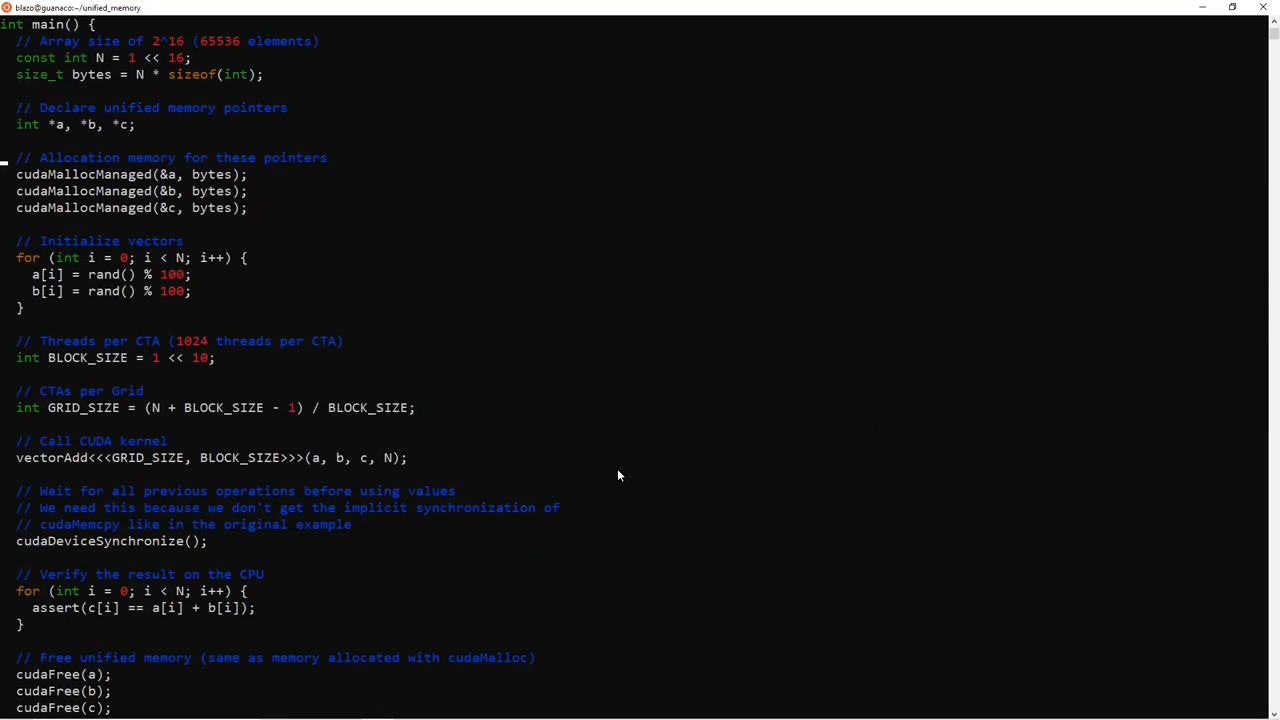 blazo@guanaco:~/unified_memory
int main() {
// Array size of 2^16 (65536 elements)
const int N = 1 << 16;
size_t bytes = N * sizeof(int);
// Declare unified memory pointers
int *a, *b, *c;
// Allocation memory for these pointers
cudaMallocManaged(&a, bytes);
cudaMallocManaged(&b, bytes);
cudaMallocManaged(&c, bytes);
// Initialize vectors
for (int i = 0; i < N; i++) {
a[i] = rand() % 100;
b[i] = rand() % 100;
}
// Threads per CTA (1024 threads per CTA)
int BLOCK_SIZE = 1 << 10;
// CTAs per Grid
int GRID_SIZE = (N + BLOCK_SIZE - 1) / BLOCK_SIZE;
// Call CUDA kernel
vectorAdd<<<GRID_SIZE, BLOCK_SIZE>>>(a, b, c, N);
// Wait for all previous operations before using values
// We need this because we don't get the implicit synchronization of
// cudaMemcpy like in the original example
cudaDeviceSynchronize();
// Verify the result on the CPU
for (int i = 0; i < N; i++) {
assert(c[i] == a[i] + b[i]);
}
// Free unified memory (same as memory allocated with cudaMalloc)
cudaFree(a);
cudaFree(b);
cudaFree(c);